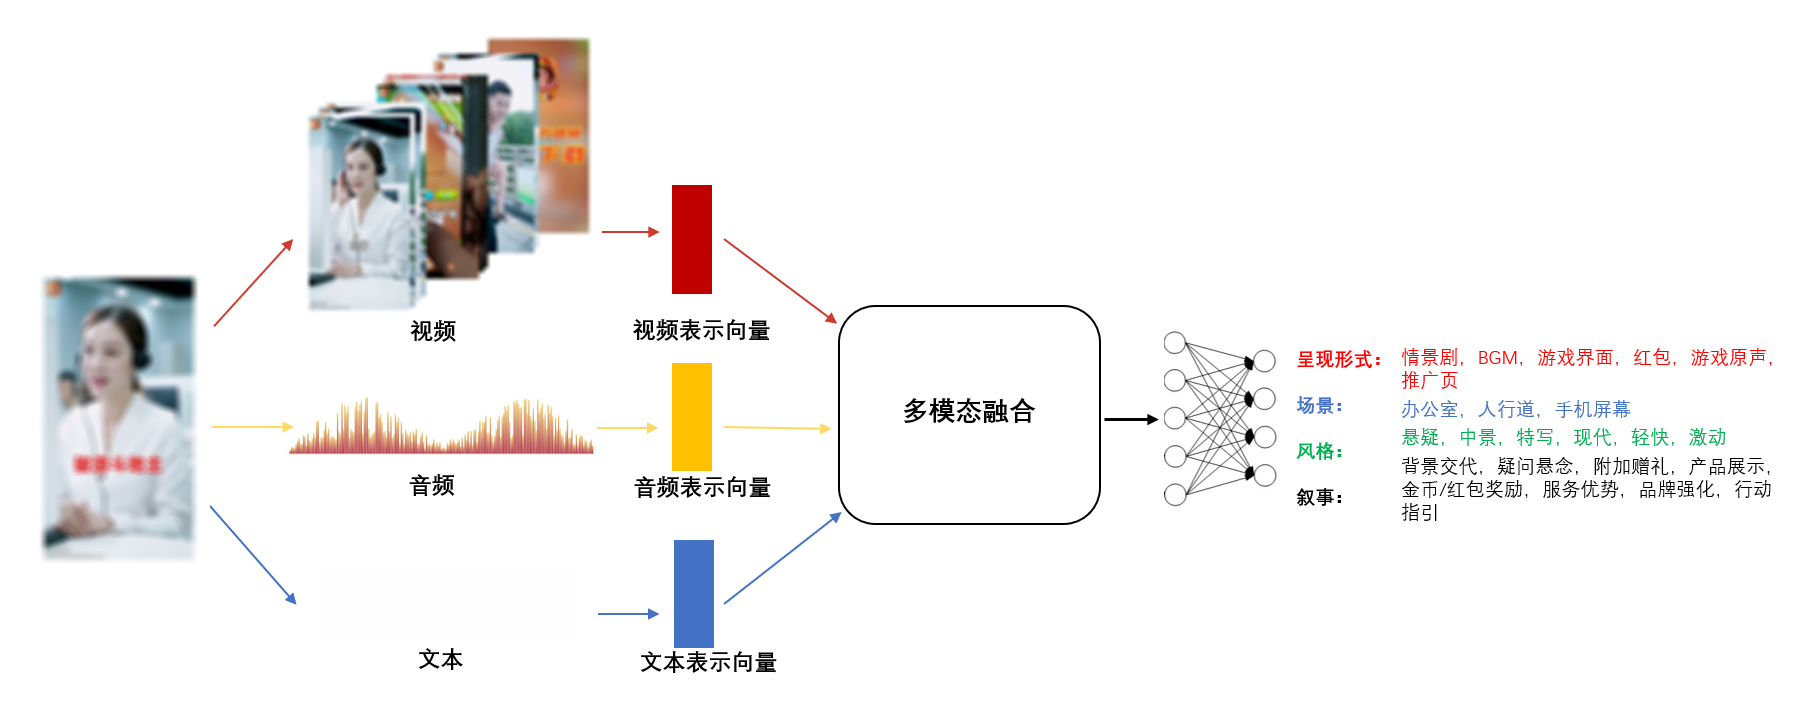 视频
视频表示向量
音频
音频表示向量
文本
文本表示向量
多模态融合
呈现形式：
情景剧，BGM，游戏界面，红包，游戏原声，
推广页
场景：
办公室，人行道，手机屏幕
风格：
悬疑，中景，特写，现代，轻快，激动
叙事：
背景交代，疑问悬念，附加赠礼，产品展示，
金币/红包奖励，服务优势，品牌强化，行动
指引